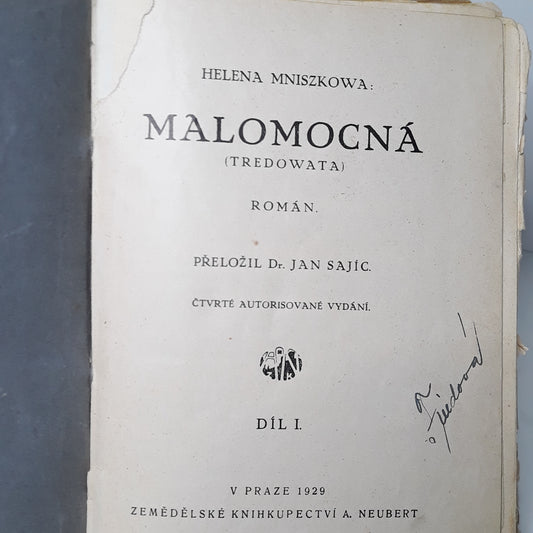 HELENA MNISZKOWA:
MALOMOCNÁ
(TREDOWATA)
ROMÁN.
PŘELOŽIL Dr. JAN SAJÍC.
ČTVRTÉ AUTORISOVANÉ VYDÁNÍ.
DÍL I.
V PRAZE 1929
ZEMĚDĚLSKÉ KNIHKUPECTVÍ A. NEUBERT